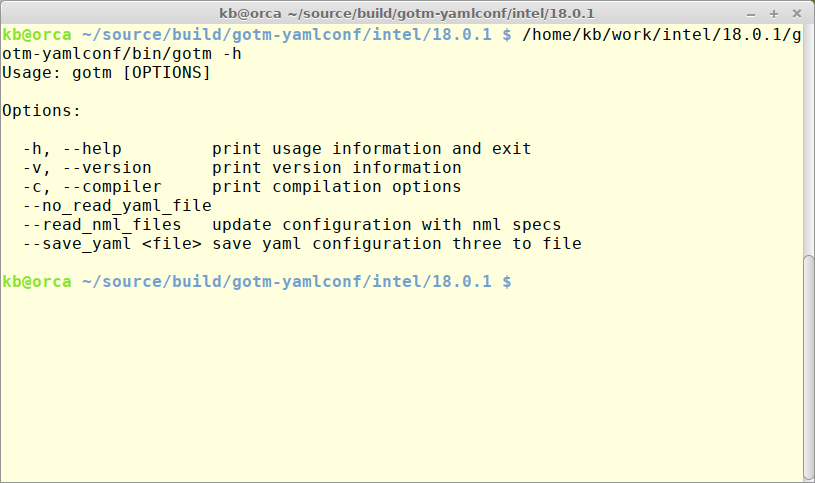 kb@orca ~/source/build/gotm-yamlconf/intel/18.0.1
kb@orca ~/source/build/gotm-yamlconf/intel/18.0.1 $ /home/kb/work/intel/18.0.1/g
otm-yamlconf/bin/gotm -h
Usage: gotm [OPTIONS]
Options:
-h, --help         print usage information and exit
-v, --version      print version information
-c, --compiler     print compilation options
--no_read_yaml_file
--read_nml_files   update configuration with nml specs
--save_yaml <file> save yaml configuration three to file
kb@orca ~/source/build/gotm-yamlconf/intel/18.0.1 $